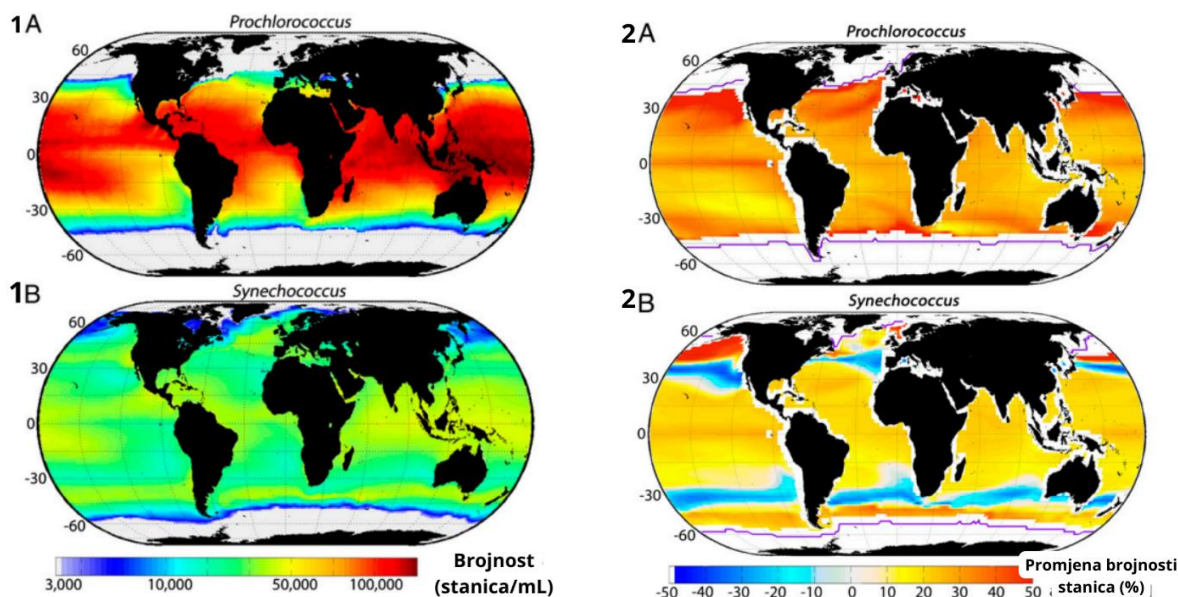 1A
Prochlorococcus
60
30
0
-30
-60
1B
Synechococcus
60
30
0
-30
-60
3,000
10,000
50,000
100,000
Brojnost
(stanica/mL)
2A
Prochlorococcus
60
30
0
-30
-60
2B
Synechococcus
60
30
0
-30
-60
-50 -40 -30 -20 -10 0 10 20 30 40 50
Promjena brojnosti
stanica (%)